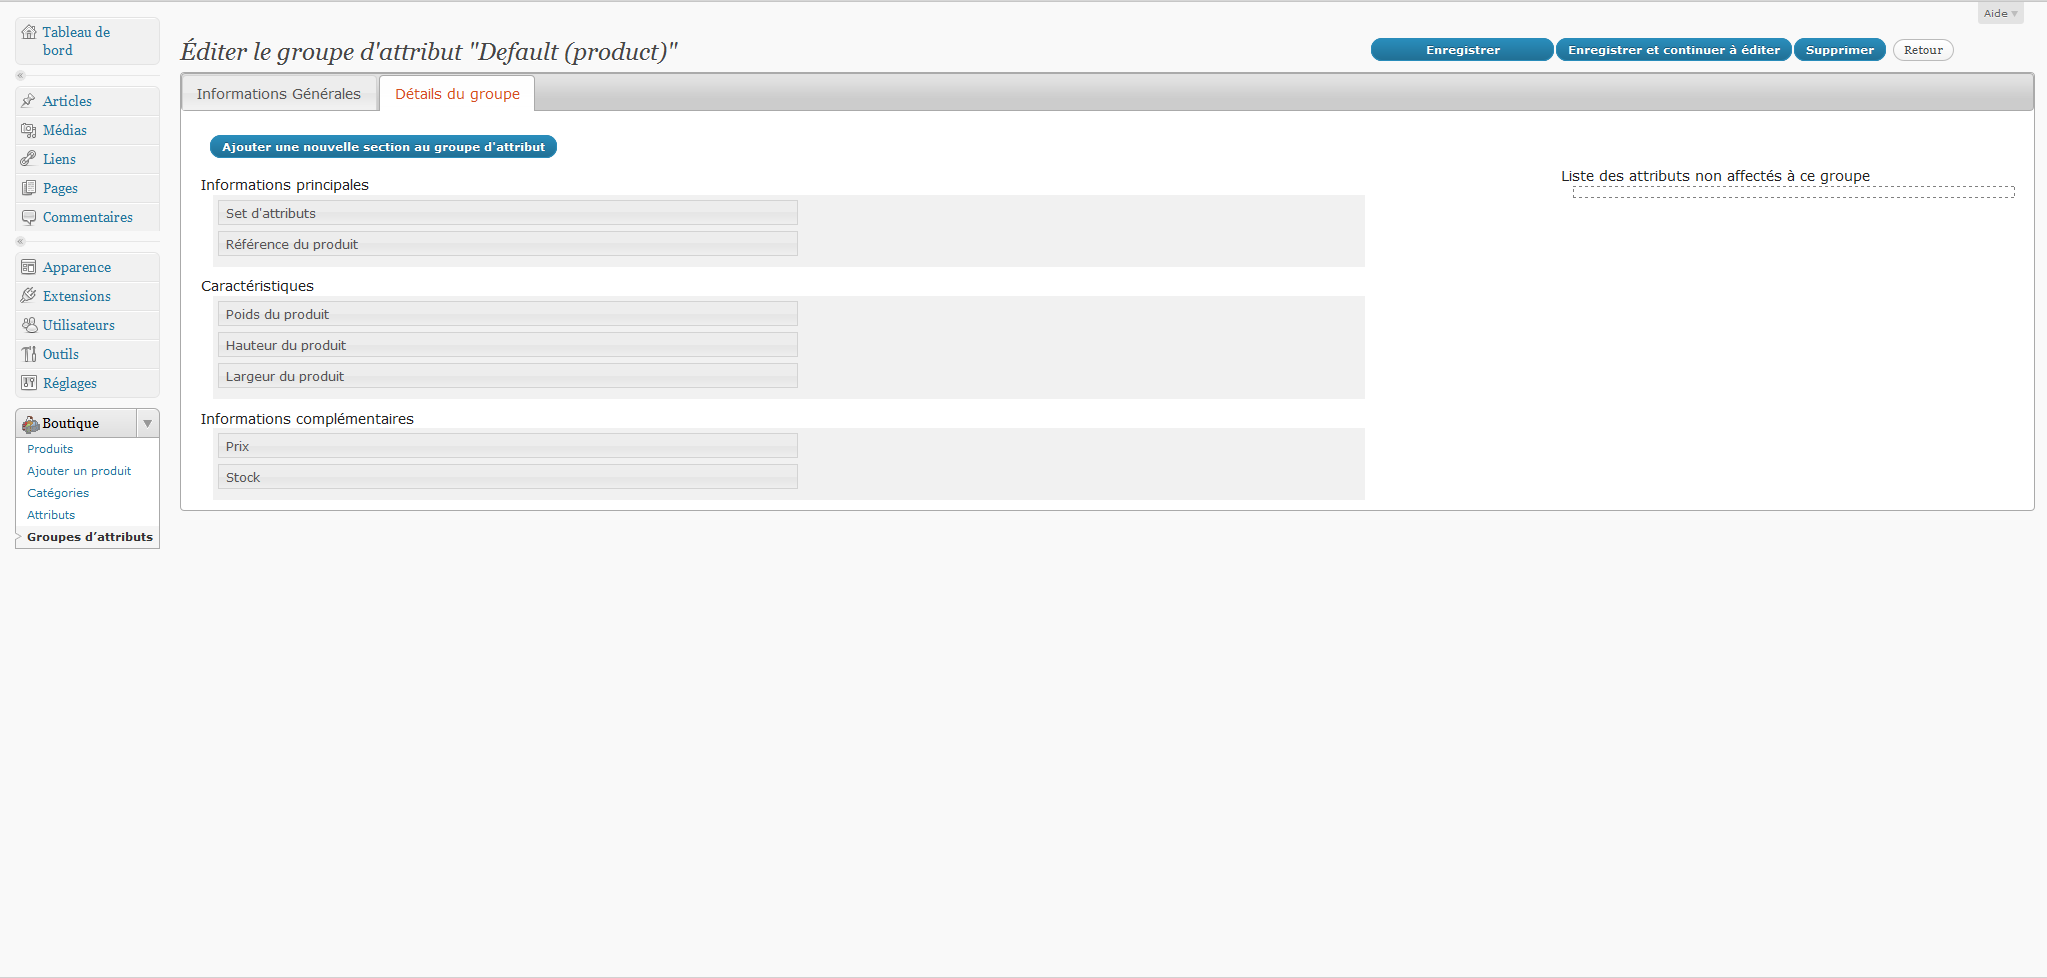 Aide
Tableau de
bord
Articles
Médias
Liens
Pages
Commentaires
Apparence
Extensions
Utilisateurs
Outils
Réglages
Boutique
Produits
Ajouter un produit
Catégories
Attributs
Groupes d’attributs
Éditer le groupe d'attribut "Default (product)"
Enregistrer
Enregistrer et continuer à éditer
Supprimer
Retour
Informations Générales
Détails du groupe
Ajouter une nouvelle section au groupe d'attribut
Informations principales
Set d'attributs
Référence du produit
Caractéristiques
Poids du produit
Hauteur du produit
Largeur du produit
Informations complémentaires
Prix
Stock
Liste des attributs non affectés à ce groupe